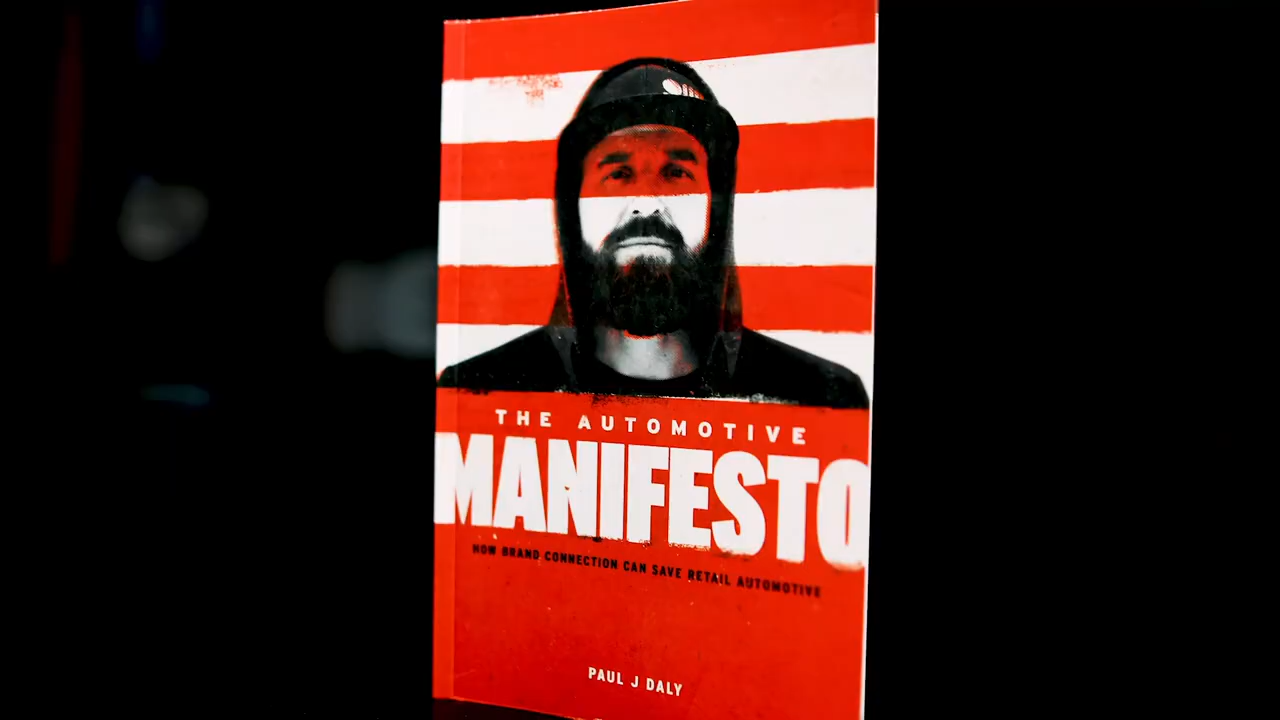 THE AUTOMOTIVE
MANIFESTO
HOW BRAND CONNECTION CAN SAVE RETAIL AUTOMOTIVE
PAUL J DALY